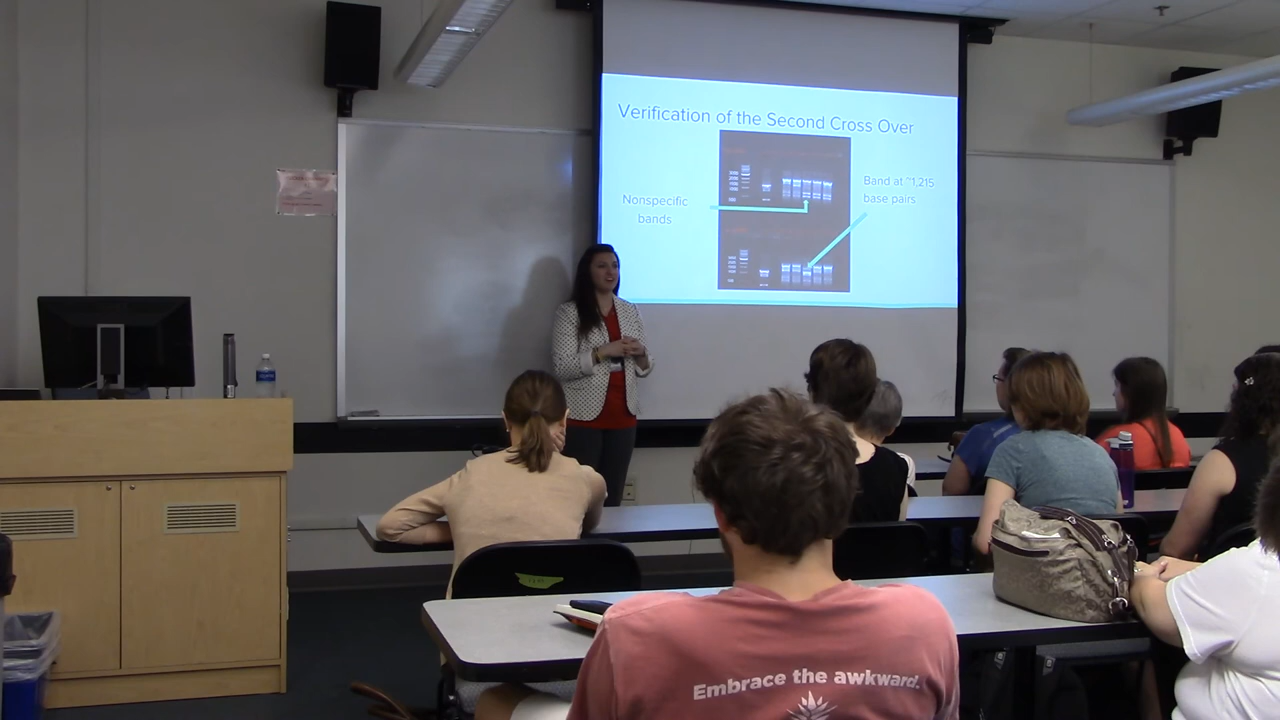 Verification of the Second Cross Over
Nonspecific
bands
Band at ~1,215
base pairs
Embrace the awkward.